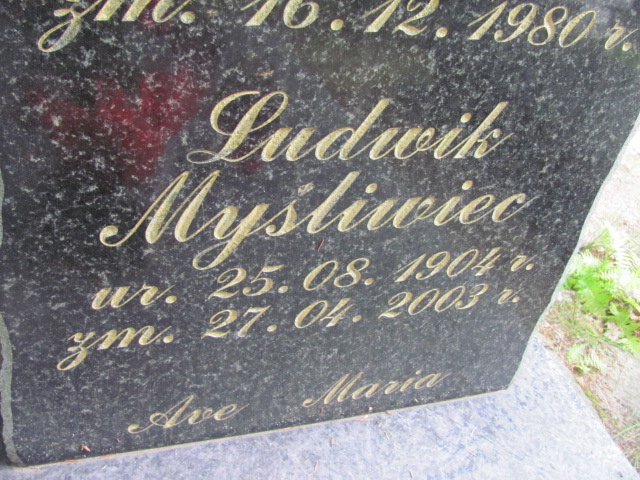 zm. 16.12.1980 r.
Ludwik
Myśliwiec
ur. 25.08.1904 r.
zm. 27.04.2003 r.
Ave Maria